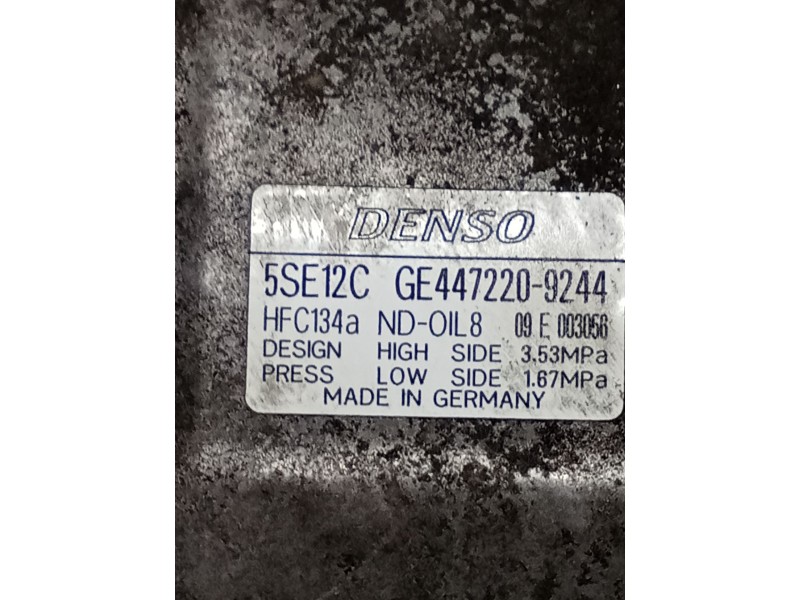 DENSO
5SE12C GE447220-9244
HFC134a ND-OIL8 09 E 003056
DESIGN HIGH SIDE 3.53MPa
PRESS LOW SIDE 1.67MPa
MADE IN GERMANY